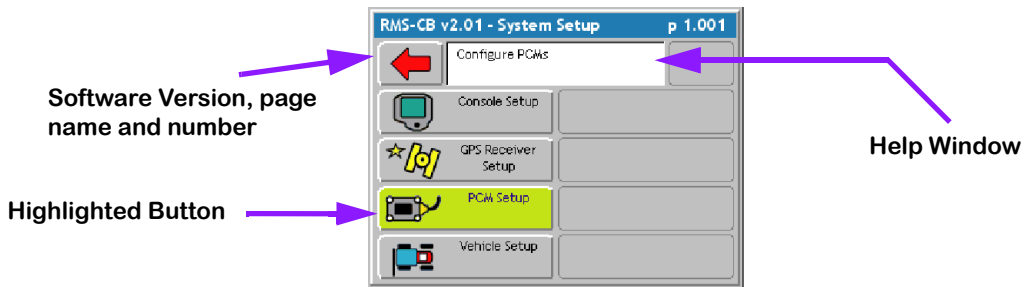 RMS-CB v2.01 - System Setup p 1.001
Configure PCMs
Software Version, page
name and number
Console Setup
Help Window
GPS Receiver
Setup
Highlighted Button
PCM Setup
Vehicle Setup